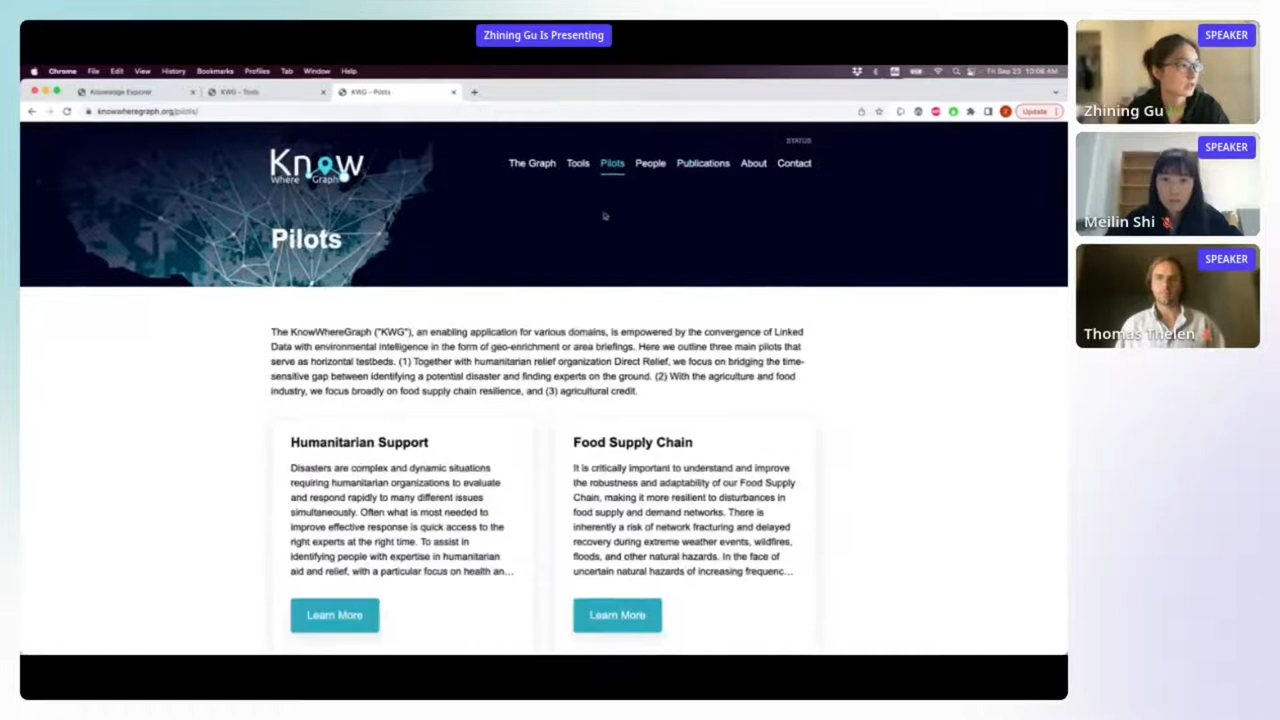 Zhining Gu Is Presenting
Chrome File Edit View History Bookmarks Profiles Tab Window Help
Fri Sep 23 10:06 AM
Knowledge Explorer
KWG – Tools
KWG – Pilots
knowwheregraph.org/pilots/
Update
STATUS
Know
Where Graph
The Graph Tools Pilots People Publications About Contact
Pilots
The KnowWhereGraph ("KWG"), an enabling application for various domains, is empowered by the convergence of Linked
Data with environmental intelligence in the form of geo-enrichment or area briefings. Here we outline three main pilots that
serve as horizontal testbeds. (1) Together with humanitarian relief organization Direct Relief, we focus on bridging the time-
sensitive gap between identifying a potential disaster and finding experts on the ground. (2) With the agriculture and food
industry, we focus broadly on food supply chain resilience, and (3) agricultural credit.
Humanitarian Support
Disasters are complex and dynamic situations
requiring humanitarian organizations to evaluate
and respond rapidly to many different issues
simultaneously. Often what is most needed to
improve effective response is quick access to the
right experts at the right time. To assist in
identifying people with expertise in humanitarian
aid and relief, with a particular focus on health an...
Learn More
Food Supply Chain
It is critically important to understand and improve
the robustness and adaptability of our Food Supply
Chain, making it more resilient to disturbances in
food supply and demand networks. There is
inherently a risk of network fracturing and delayed
recovery during extreme weather events, wildfires,
floods, and other natural hazards. In the face of
uncertain natural hazards of increasing frequenc...
Learn More
SPEAKER
Zhining Gu
SPEAKER
Meilin Shi
SPEAKER
Thomas Thelen